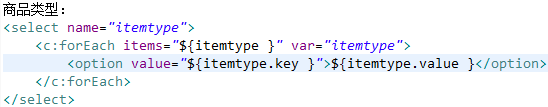 商品类型:
<select name="itemtype">
<c:forEach items="${itemtype }" var="itemtype">
<option value="${itemtype.key }">${itemtype.value }</option>
</c:forEach>
</select>